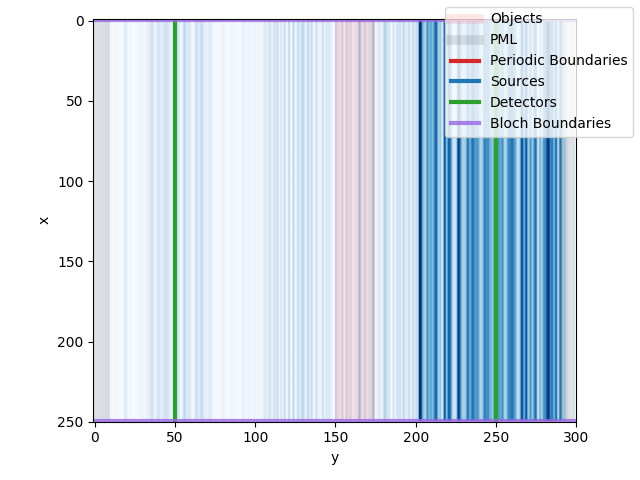 Objects
PML
Periodic Boundaries
Sources
Detectors
Bloch Boundaries
0
50
100
150
200
250
x
0
50
100
150
200
250
300
y